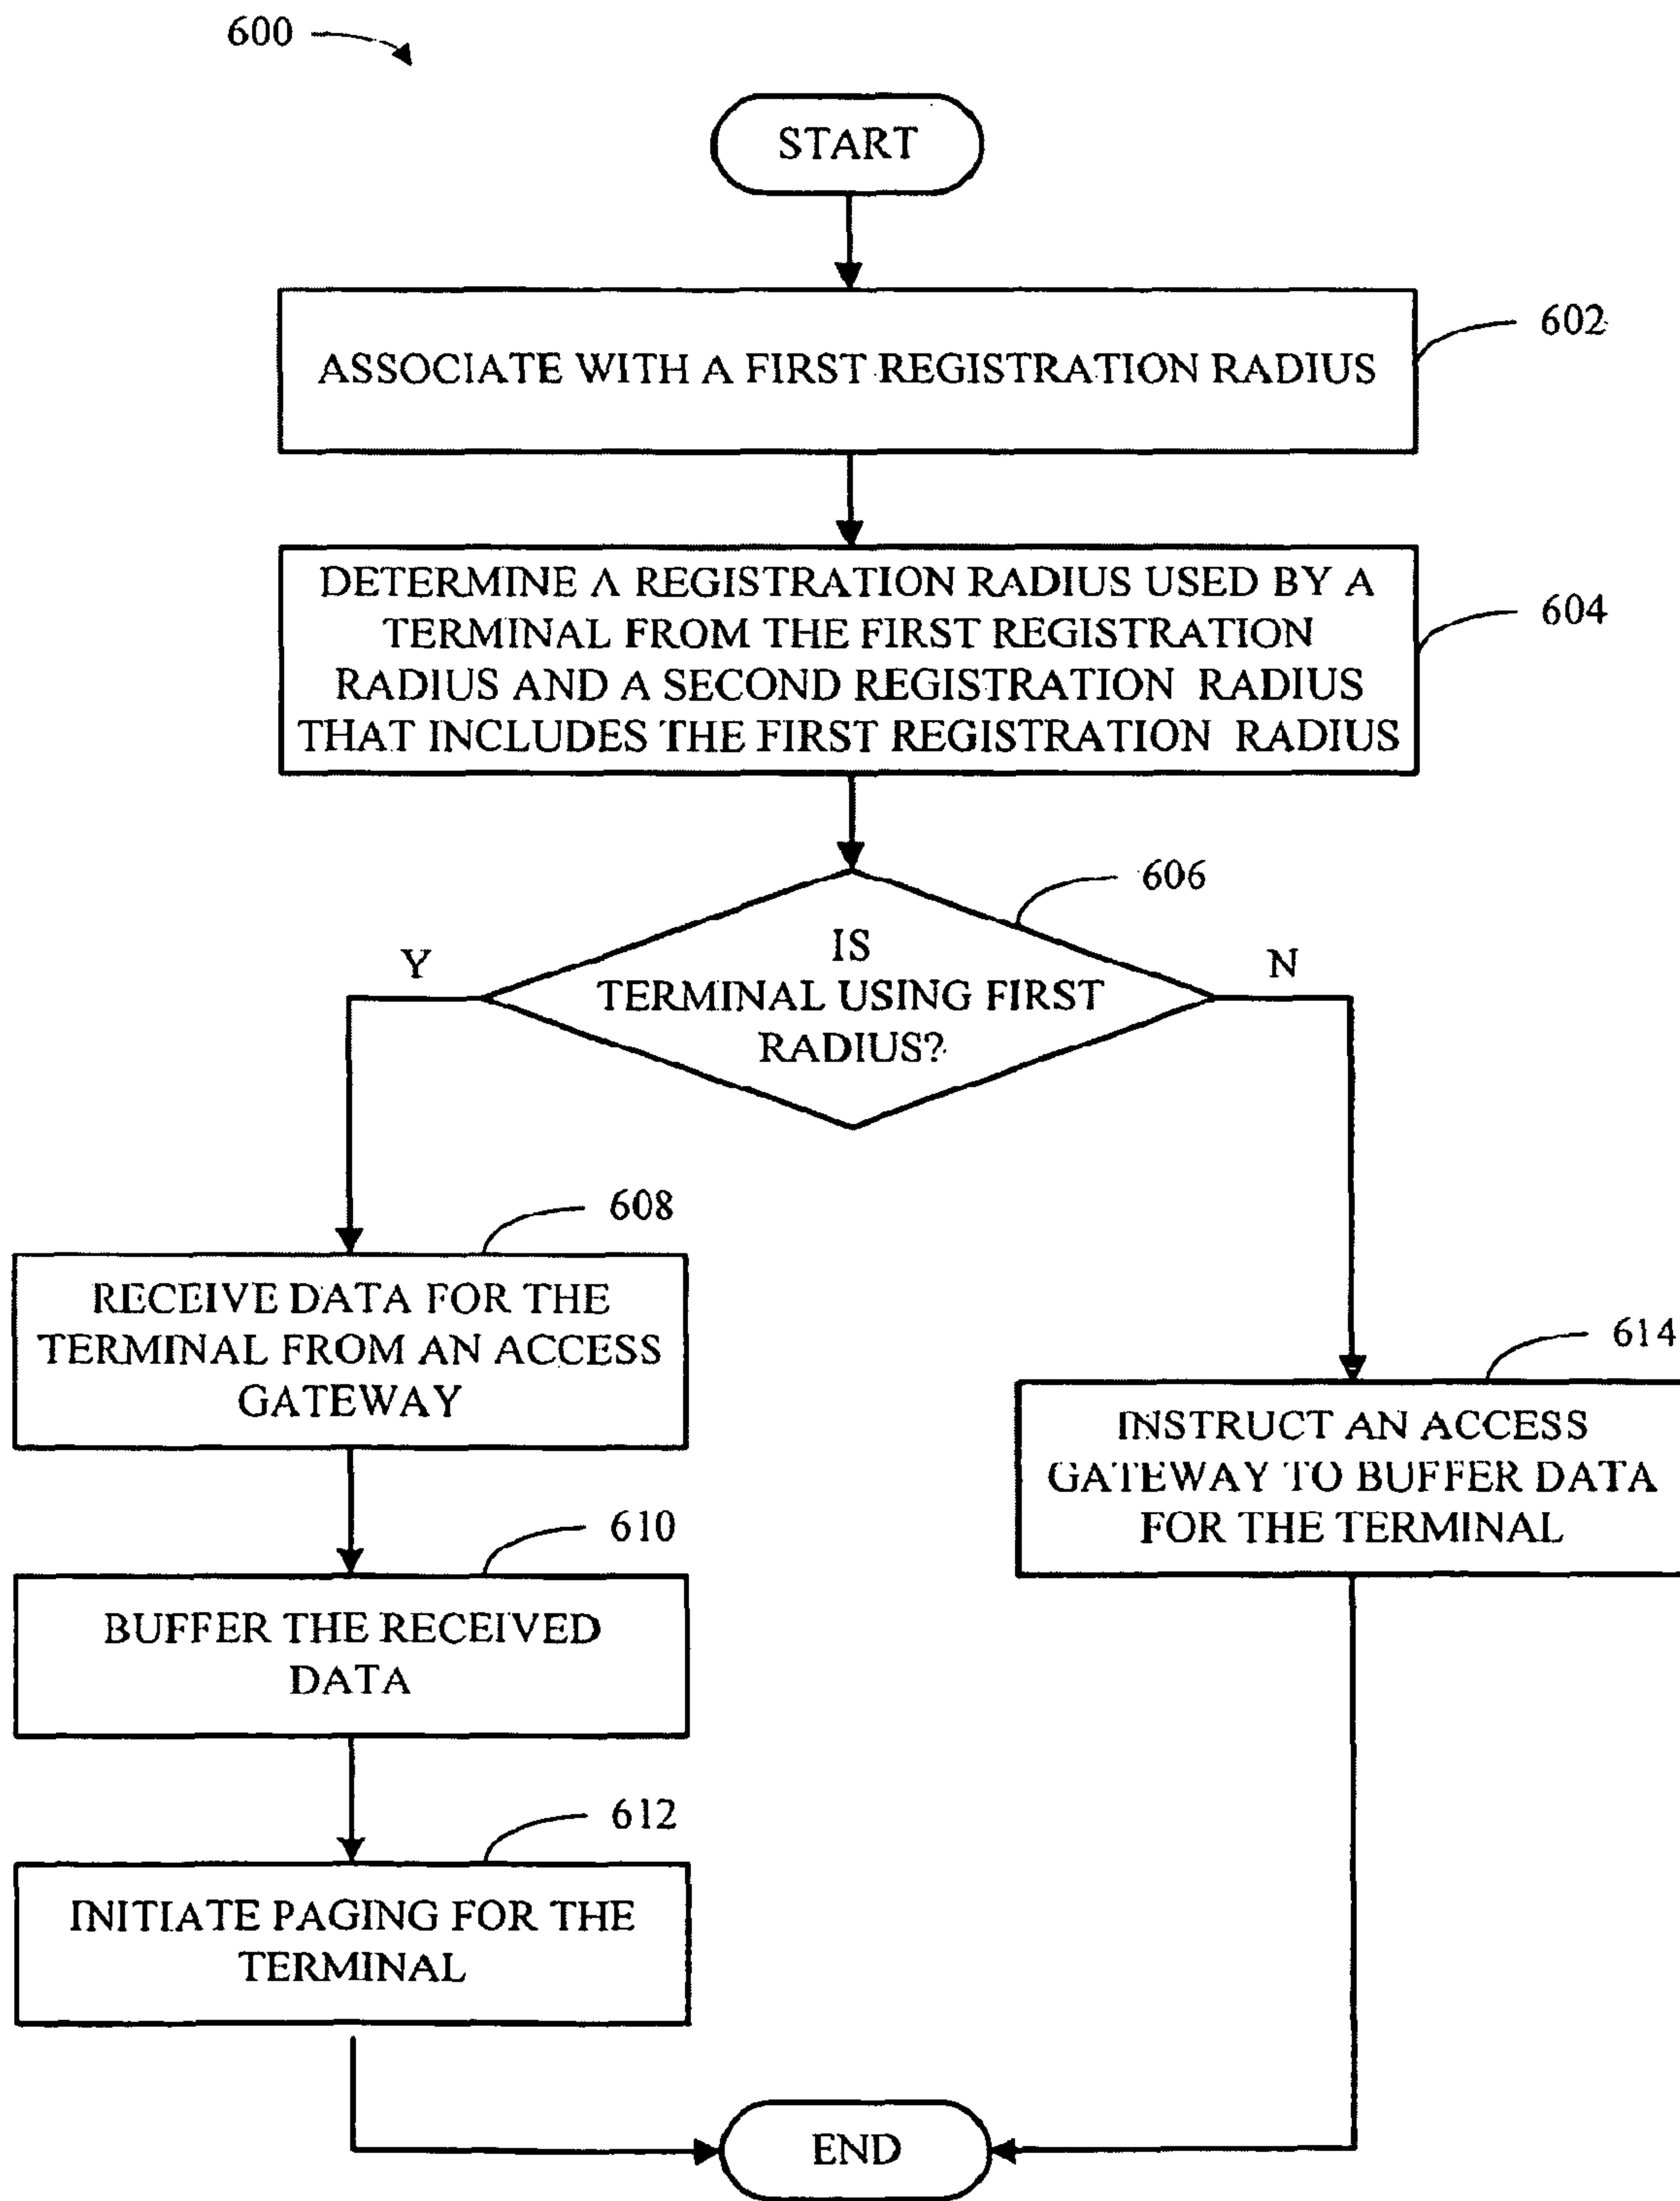 600
START
ASSOCIATE WITH A FIRST REGISTRATION RADIUS
602
DETERMINE A REGISTRATION RADIUS USED BY A
TERMINAL FROM THE FIRST REGISTRATION
RADIUS AND A SECOND REGISTRATION RADIUS
THAT INCLUDES THE FIRST REGISTRATION RADIUS
604
606
IS
TERMINAL USING FIRST
RADIUS?
Y
N
608
RECEIVE DATA FOR THE
TERMINAL FROM AN ACCESS
GATEWAY
614
INSTRUCT AN ACCESS
GATEWAY TO BUFFER DATA
FOR THE TERMINAL
610
BUFFER THE RECEIVED
DATA
612
INITIATE PAGING FOR THE
TERMINAL
END